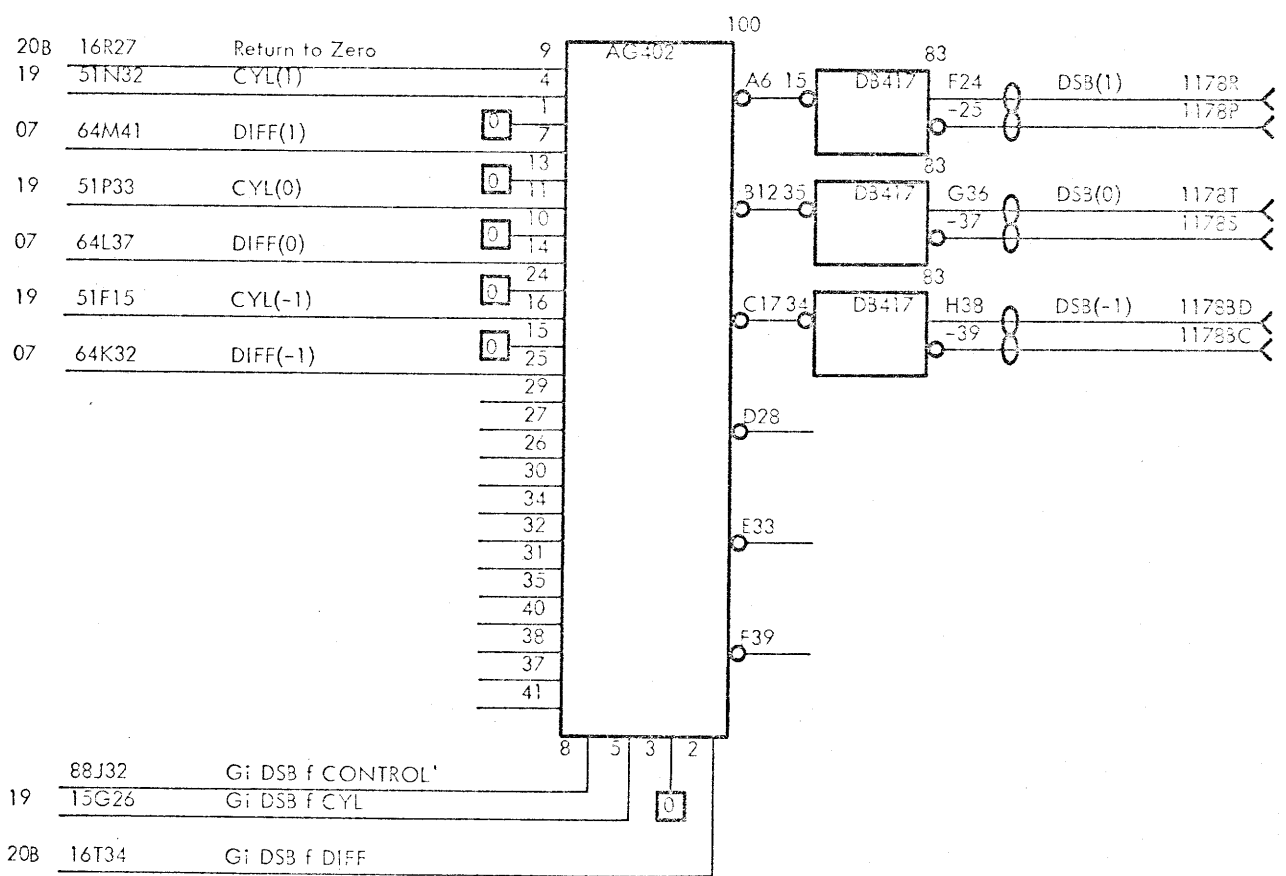 100
20B 16R27 Return to Zero 9 AG402 83
19 51N32 CYL(1) 4 A6 15 DB417 F24 DSB(1) 1178R
1 -25 1178P
0
07 64M41 DIFF(1) 7
13 83
19 51P33 CYL(0) 0 11 B12 35 DB417 G36 DSB(0) 1178T
10 -37 1178S
07 64L37 DIFF(0) 0 14
24 83
19 51F15 CYL(-1) 0 16 C17 34 DB417 H38 DSB(-1) 1178BD
15 -39 1178BC
07 64K32 DIFF(-1) 0 25
29
27 D28
26
30
34
32 E33
31
35
40
38 F39
37
41
8 5 3 2
88J32 Gi DSB f CONTROL'
19 15G26 Gi DSB f CYL 0
20B 16T34 Gi DSB f DIFF